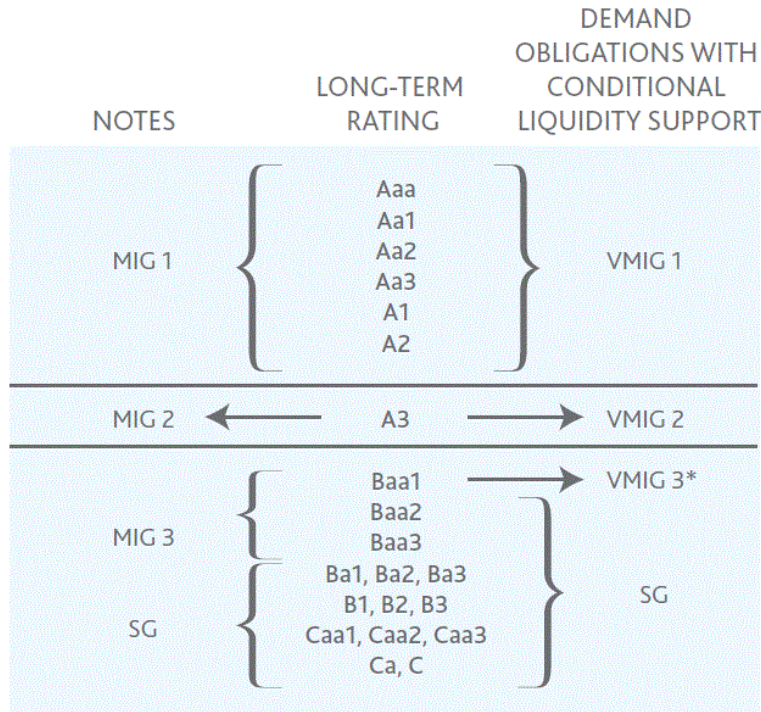 NOTES
LONG-TERM
RATING
DEMAND
OBLIGATIONS WITH
CONDITIONAL
LIQUIDITY SUPPORT
MIG 1
Aaa
Aa1
Aa2
Aa3
A1
A2
VMIG 1
MIG 2
A3
VMIG 2
Baa1
VMIG 3*
Baa2
MIG 3
Baa3
Ba1, Ba2, Ba3
B1, B2, B3
SG
SG
Caa1, Caa2, Caa3
Ca, C